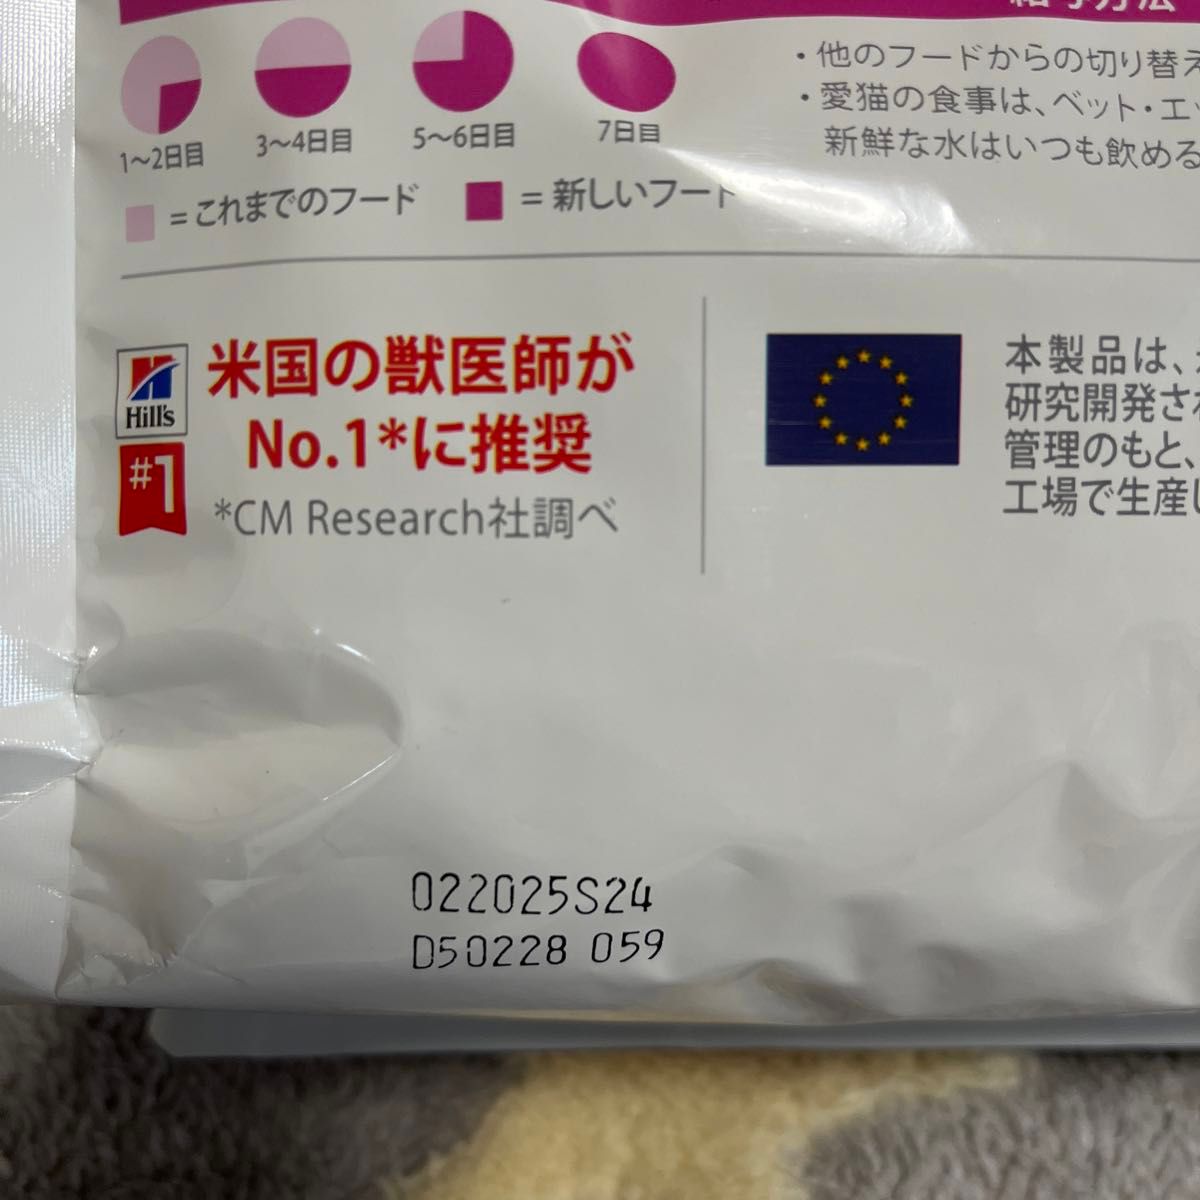 給与方法
1〜2日目
3〜4日目
5〜6日目
7日目
= これまでのフード
= 新しいフード
・他のフードからの切り替え
・愛猫の食事は、ベット・エ
新鮮な水はいつも飲める
Hill's
#1
米国の獣医師が
No.1*に推奨
*CM Research社調べ
本製品は、
研究開発さ
管理のもと、
工場で生産し
022025S24
D50228 059